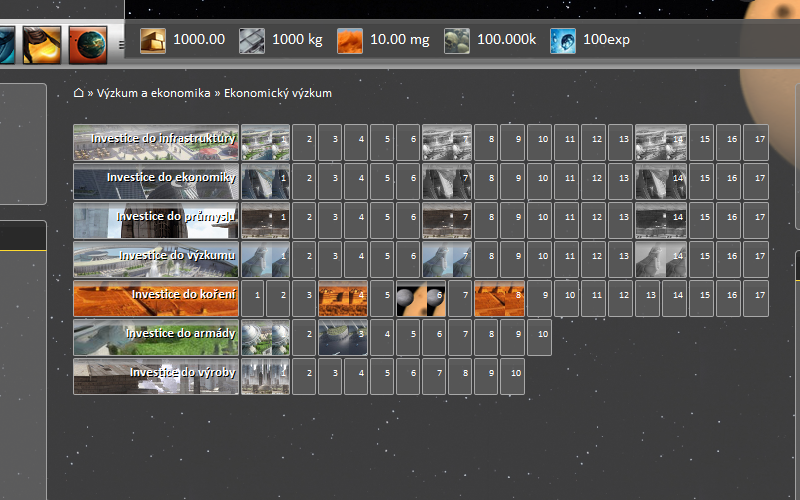 1000.00 1000 kg 10.00 mg 100.000k 100exp
» Výzkum a ekonomika » Ekonomický výzkum
Investice do infrastruktury 1 2 3 4 5 6 7 8 9 10 11 12 13 14 15 16 17
Investice do ekonomiky 1 2 3 4 5 6 7 8 9 10 11 12 13 14 15 16 17
Investice do průmyslu 1 2 3 4 5 6 7 8 9 10 11 12 13 14 15 16 17
Investice do výzkumu 1 2 3 4 5 6 7 8 9 10 11 12 13 14 15 16 17
Investice do koření 1 2 3 4 5 6 7 8 9 10 11 12 13 14 15 16 17
Investice do armády 1 2 3 4 5 6 7 8 9 10
Investice do výroby 1 2 3 4 5 6 7 8 9 10